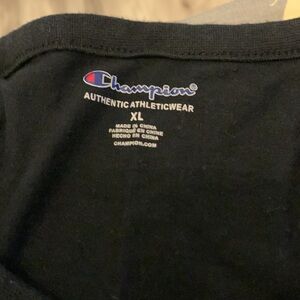 Champion®
AUTHENTIC ATHLETICWEAR
XL
MADE IN CHINA
FABRIQUÉ EN CHINE
HECHO EN CHINA
CHAMPION.COM